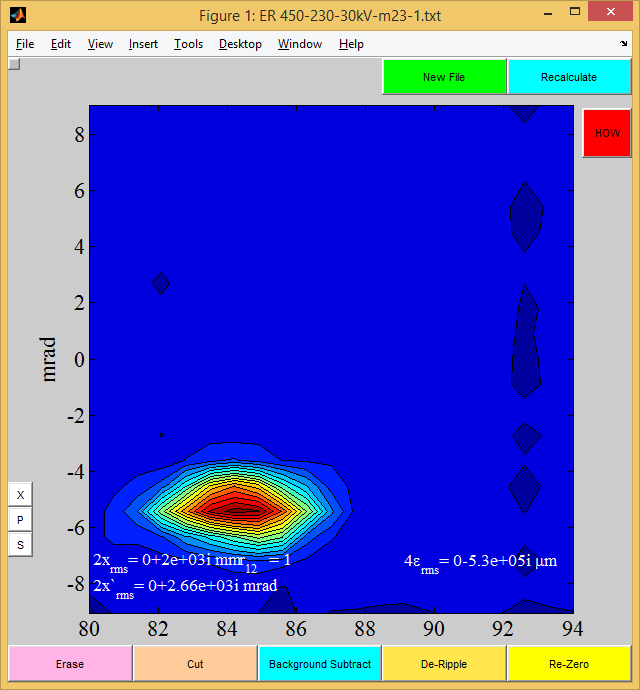 Figure 1: ER 450-230-30kV-m23-1.txt
File Edit View Insert Tools Desktop Window Help
New File Recalculate
HOW
8
6
4
2
0
mrad
-2
-4
X
P
-6
S
2x_rms = 0+2e+03i mm r_12 = 1 4ε_rms = 0-5.3e+05i μm
2x`_rms = 0+2.66e+03i mrad
-8
80 82 84 86 88 90 92 94
Erase Cut Background Subtract De-Ripple Re-Zero